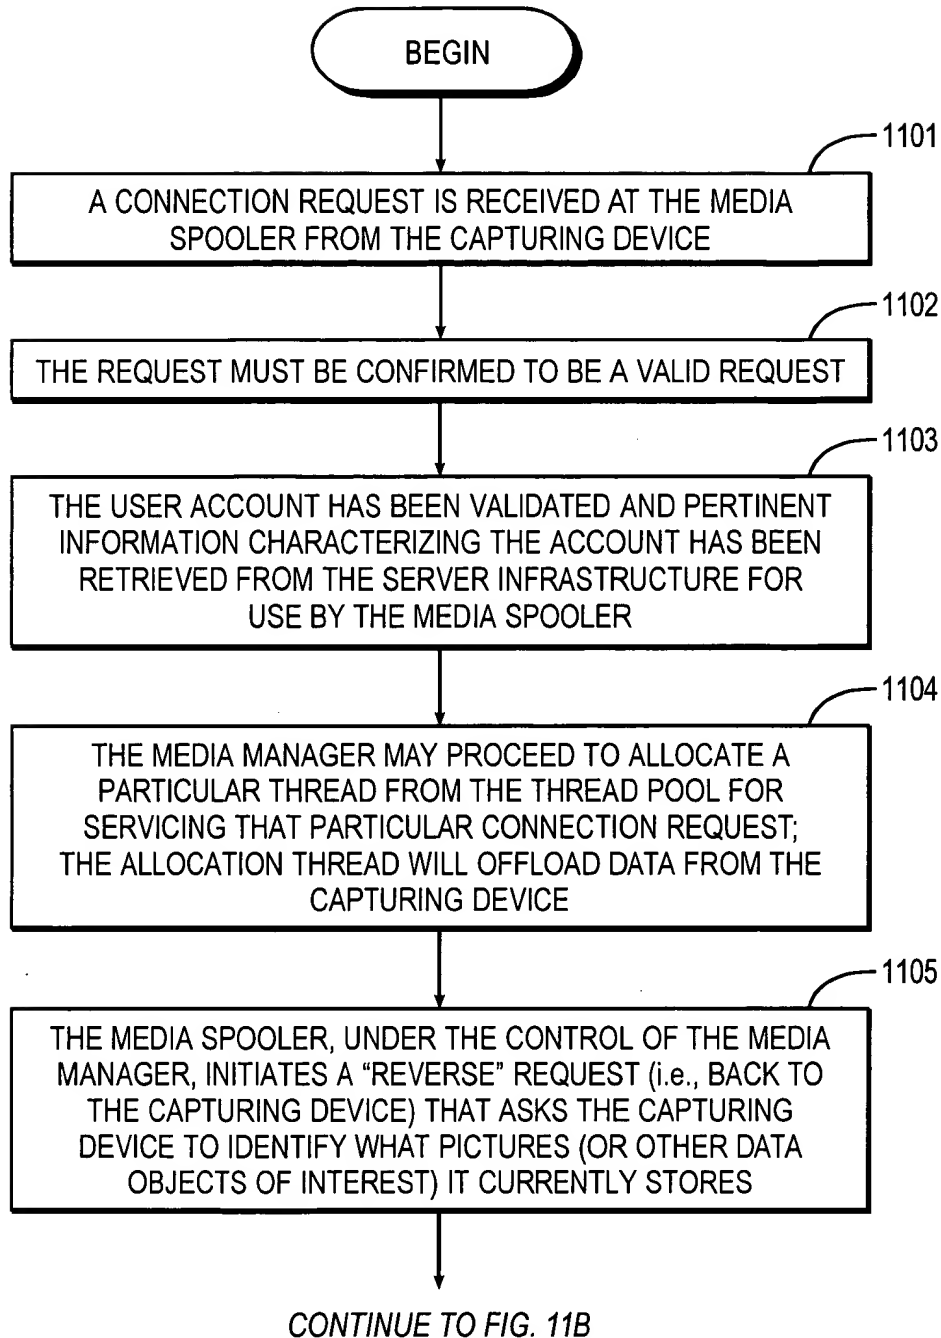 BEGIN
1101
A CONNECTION REQUEST IS RECEIVED AT THE MEDIA
SPOOLER FROM THE CAPTURING DEVICE
1102
THE REQUEST MUST BE CONFIRMED TO BE A VALID REQUEST
1103
THE USER ACCOUNT HAS BEEN VALIDATED AND PERTINENT
INFORMATION CHARACTERIZING THE ACCOUNT HAS BEEN
RETRIEVED FROM THE SERVER INFRASTRUCTURE FOR
USE BY THE MEDIA SPOOLER
1104
THE MEDIA MANAGER MAY PROCEED TO ALLOCATE A
PARTICULAR THREAD FROM THE THREAD POOL FOR
SERVICING THAT PARTICULAR CONNECTION REQUEST;
THE ALLOCATION THREAD WILL OFFLOAD DATA FROM THE
CAPTURING DEVICE
1105
THE MEDIA SPOOLER, UNDER THE CONTROL OF THE MEDIA
MANAGER, INITIATES A “REVERSE” REQUEST (i.e., BACK TO
THE CAPTURING DEVICE) THAT ASKS THE CAPTURING
DEVICE TO IDENTIFY WHAT PICTURES (OR OTHER DATA
OBJECTS OF INTEREST) IT CURRENTLY STORES
CONTINUE TO FIG. 11B